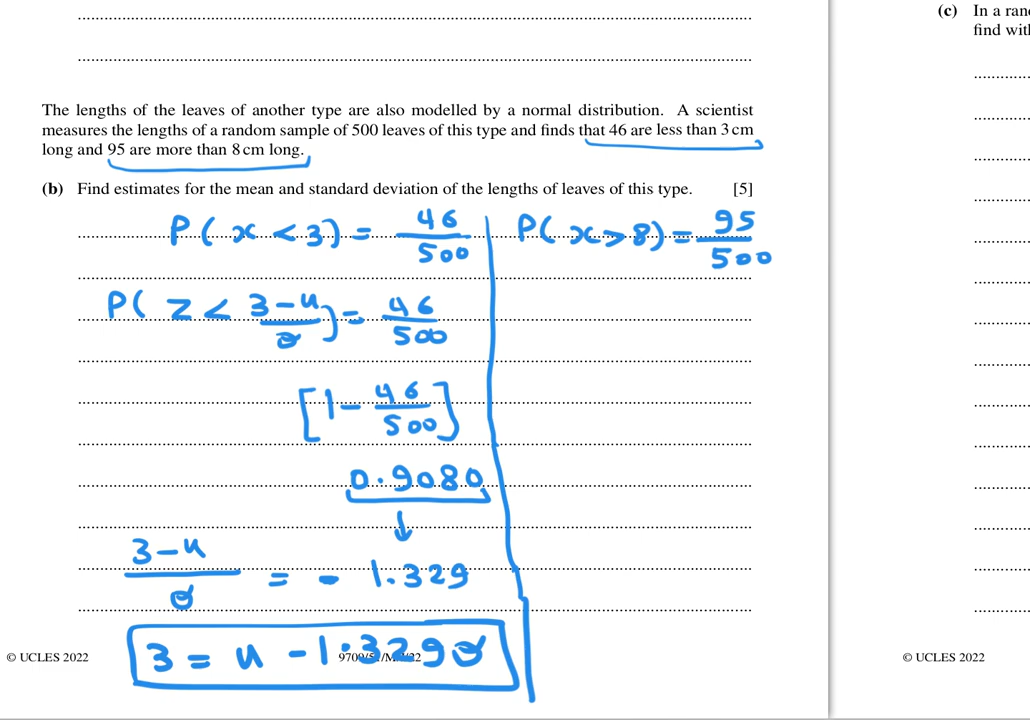 The lengths of the leaves of another type are also modelled by a normal distribution. A scientist
measures the lengths of a random sample of 500 leaves of this type and finds that 46 are less than 3 cm
long and 95 are more than 8 cm long.
(b) Find estimates for the mean and standard deviation of the lengths of leaves of this type. [5]
P(x < 3) = 46/500
P(Z < 3-μ/σ) = 46/500
[1 - 46/500]
0.9080
↓
3-μ/σ = - 1.329
3 = μ - 1.329σ
P(x > 8) = 95/500
© UCLES 2022
(c) In a
find
© UCLES 2022